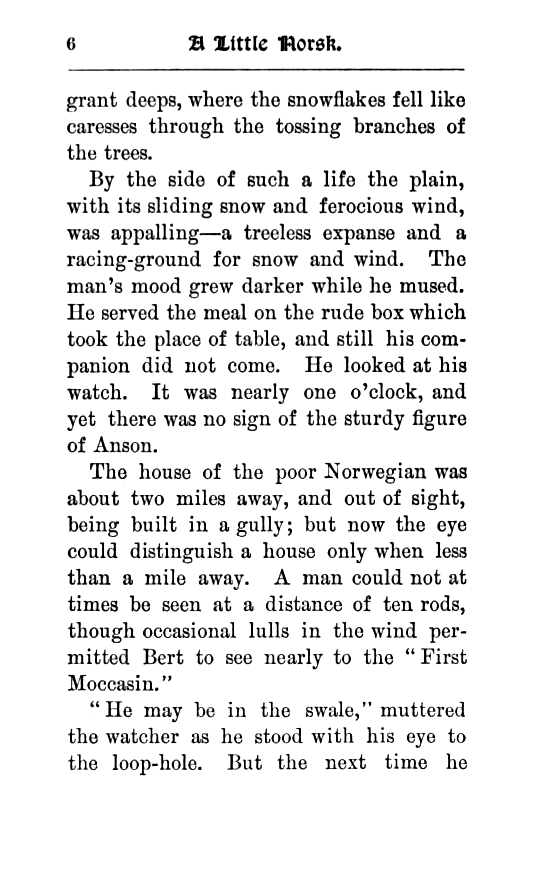 6 A Little Norsk.
grant deeps, where the snowflakes fell like
caresses through the tossing branches of
the trees.
By the side of such a life the plain,
with its sliding snow and ferocious wind,
was appalling—a treeless expanse and a
racing-ground for snow and wind. The
man's mood grew darker while he mused.
He served the meal on the rude box which
took the place of table, and still his com-
panion did not come. He looked at his
watch. It was nearly one o'clock, and
yet there was no sign of the sturdy figure
of Anson.
The house of the poor Norwegian was
about two miles away, and out of sight,
being built in a gully; but now the eye
could distinguish a house only when less
than a mile away. A man could not at
times be seen at a distance of ten rods,
though occasional lulls in the wind per-
mitted Bert to see nearly to the "First
Moccasin."
"He may be in the swale," muttered
the watcher as he stood with his eye to
the loop-hole. But the next time he